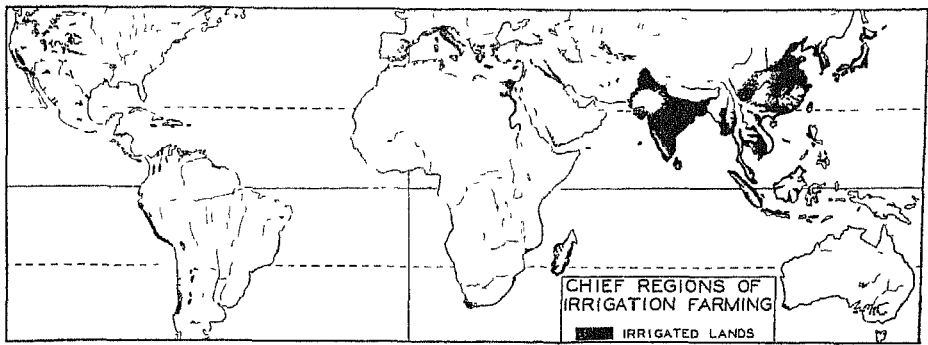 CHIEF REGIONS OF
IRRIGATION FARMING
IRRIGATED LANDS